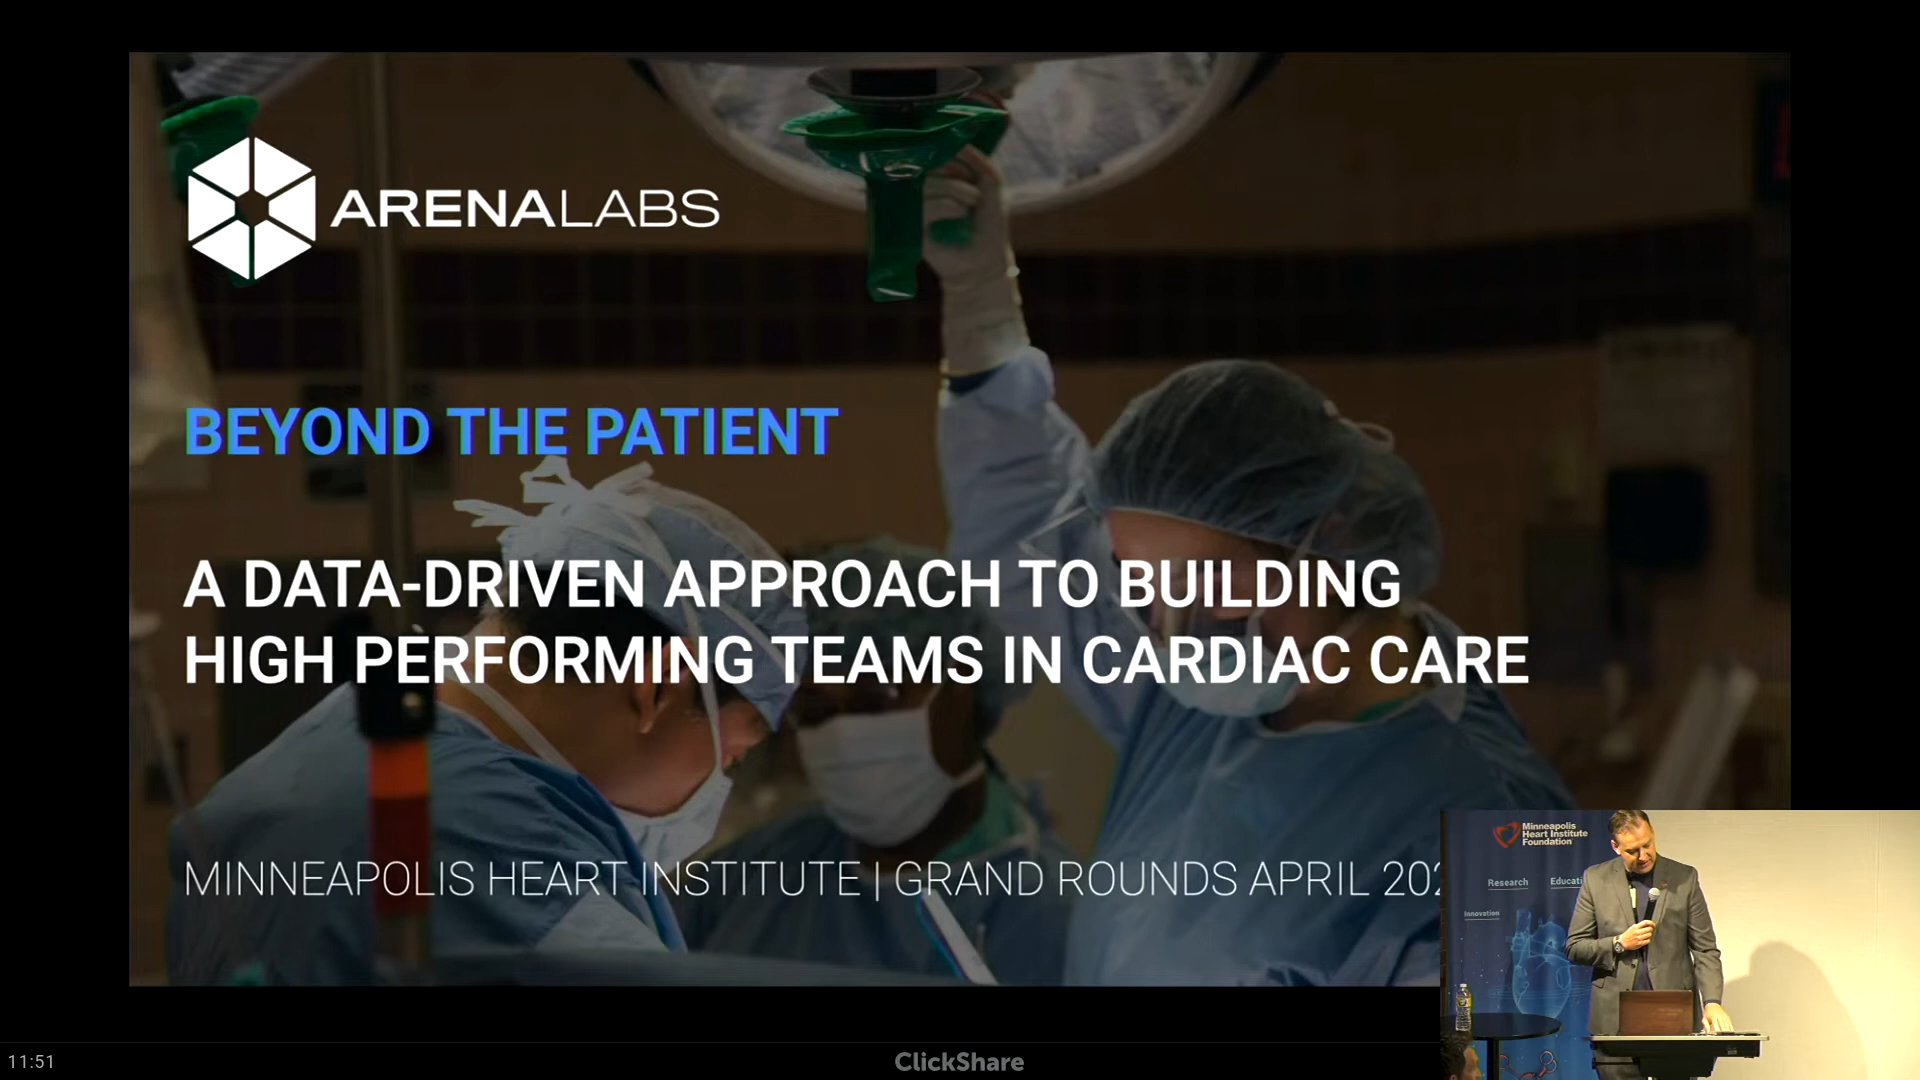 ARENALABS
BEYOND THE PATIENT
A DATA-DRIVEN APPROACH TO BUILDING
HIGH PERFORMING TEAMS IN CARDIAC CARE
MINNEAPOLIS HEART INSTITUTE | GRAND ROUNDS APRIL
Minneapolis
Heart Institute
Foundation
Research
Innovation
11:51
ClickShare